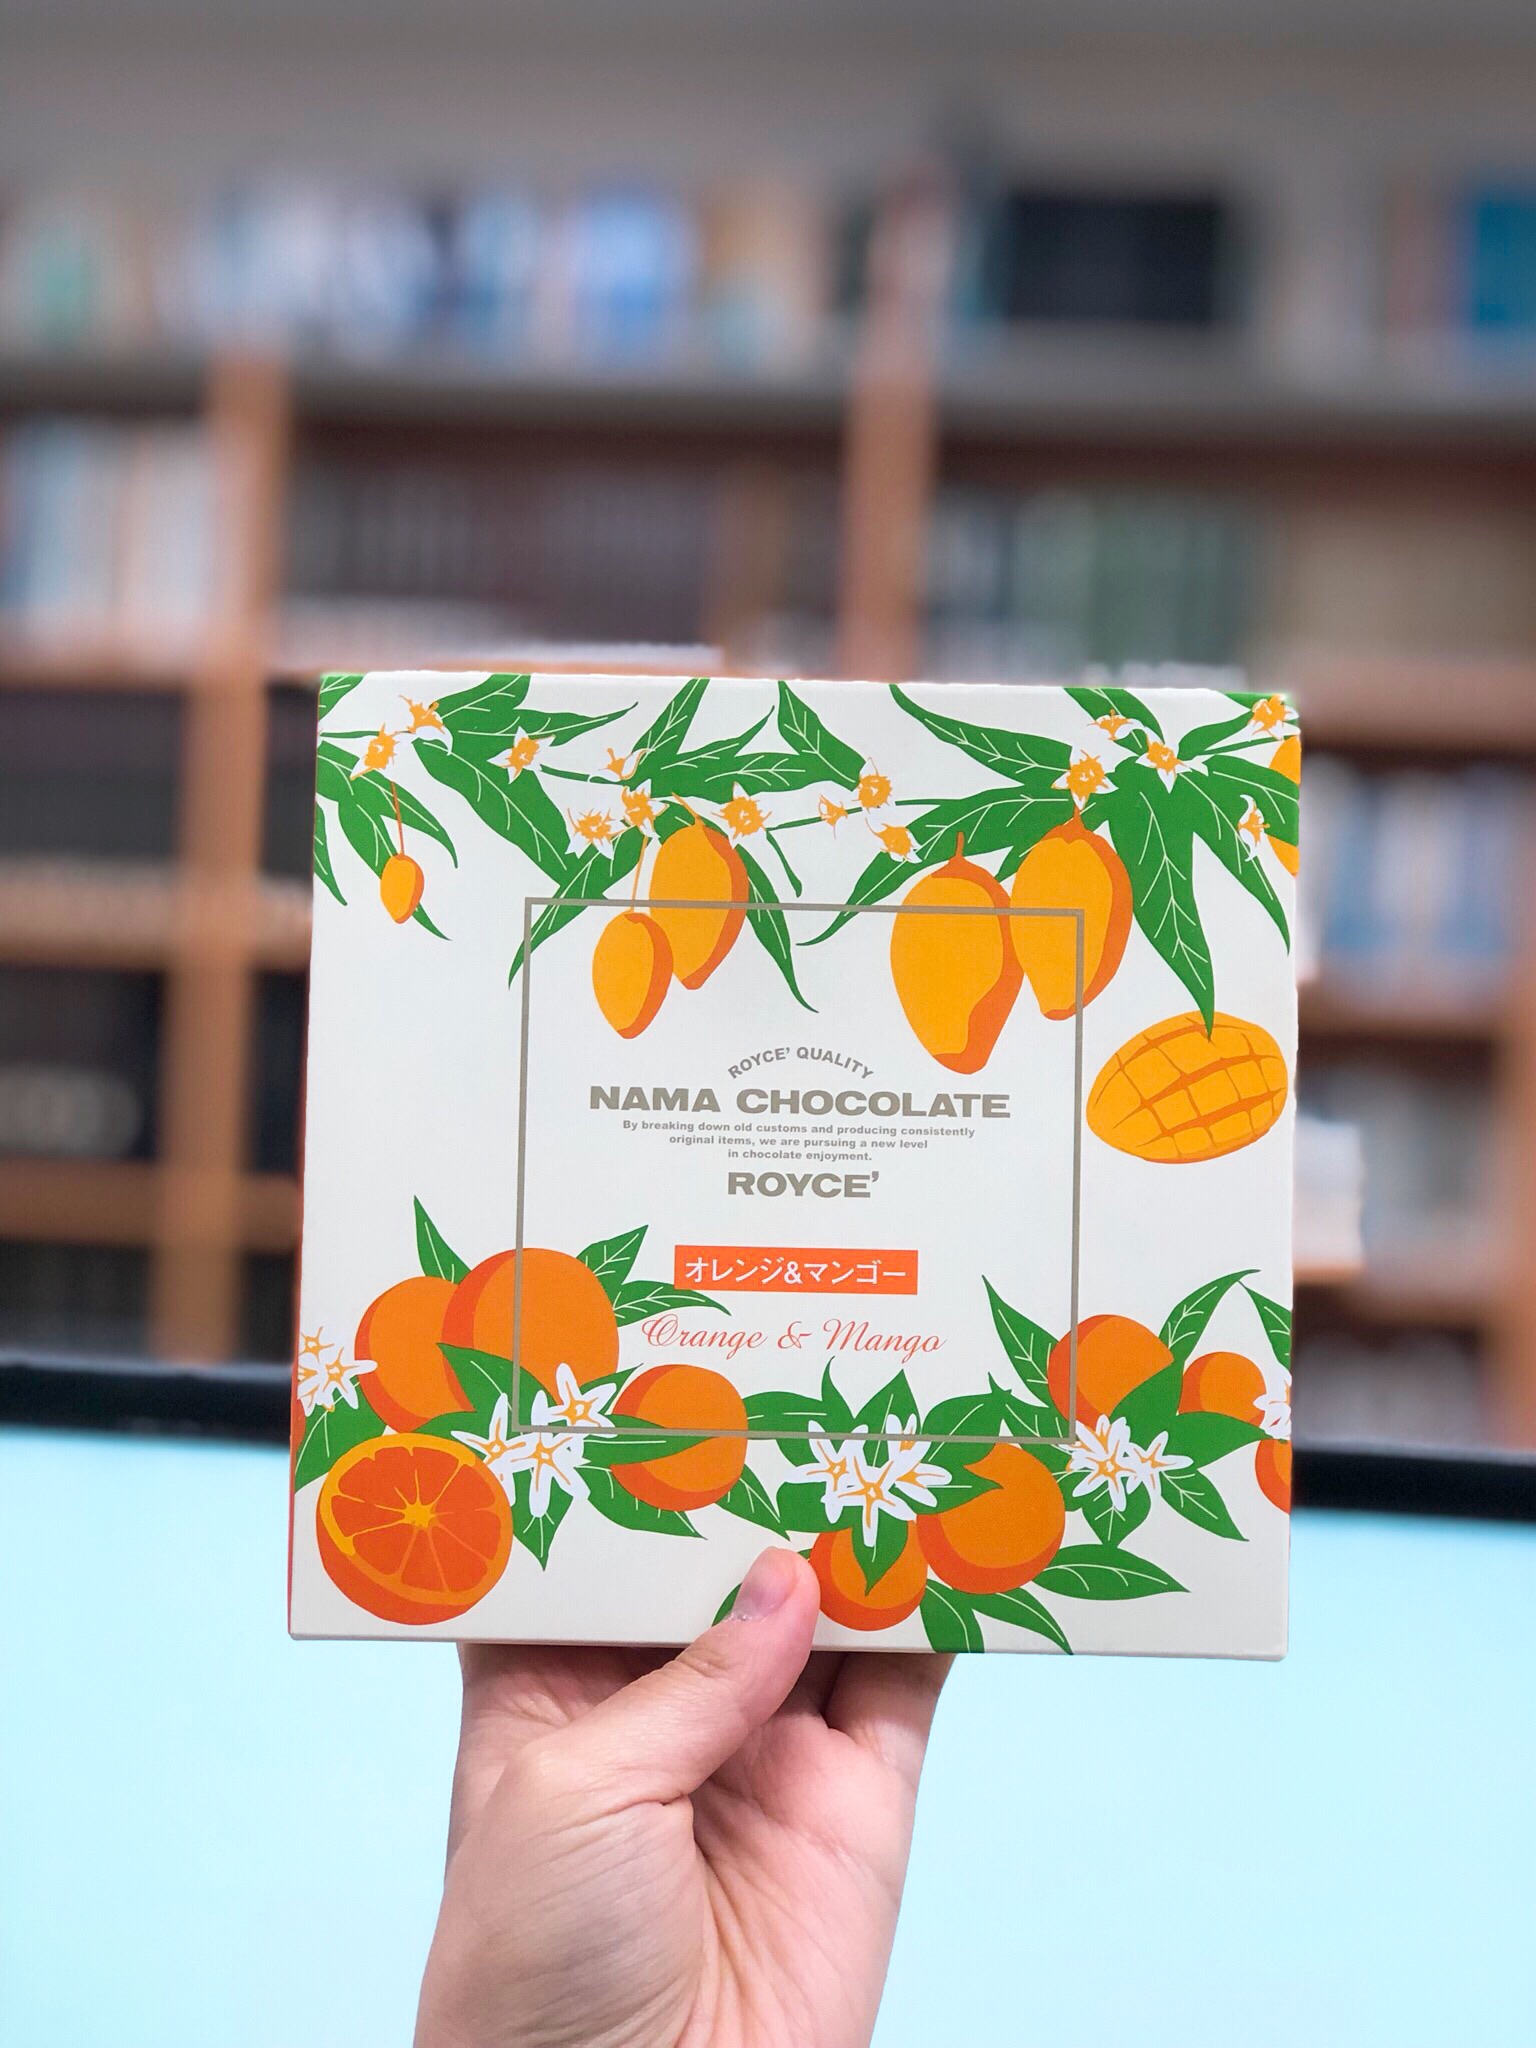 ROYCE' QUALITY
NAMA CHOCOLATE
By breaking down old customs and producing consistently
original items, we are pursuing a new level
in chocolate enjoyment.
ROYCE'
オレンジ&マンゴー
Orange & Mango